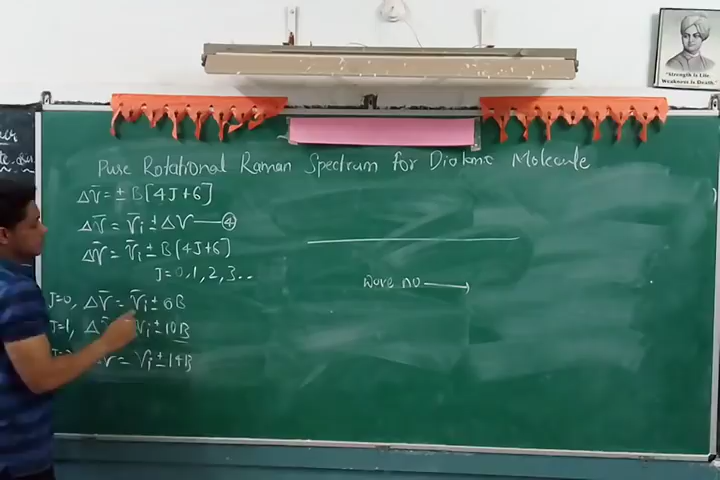 Pure Rotational Raman Spectrum for Diatomic Molecule
Δν̄ = ± B[4J+6]
Δν̄ = ν̄i ± Δν — ④
Δν̄ = ν̄i ± B[4J+6]
J=0,1,2,3..
J=0, Δν̄ = ν̄i ± 6B
J=1, Δ ν̄i ± 10B
ν = νi ± 14B
wave no →
"Strength is Life
Weakness is Death"